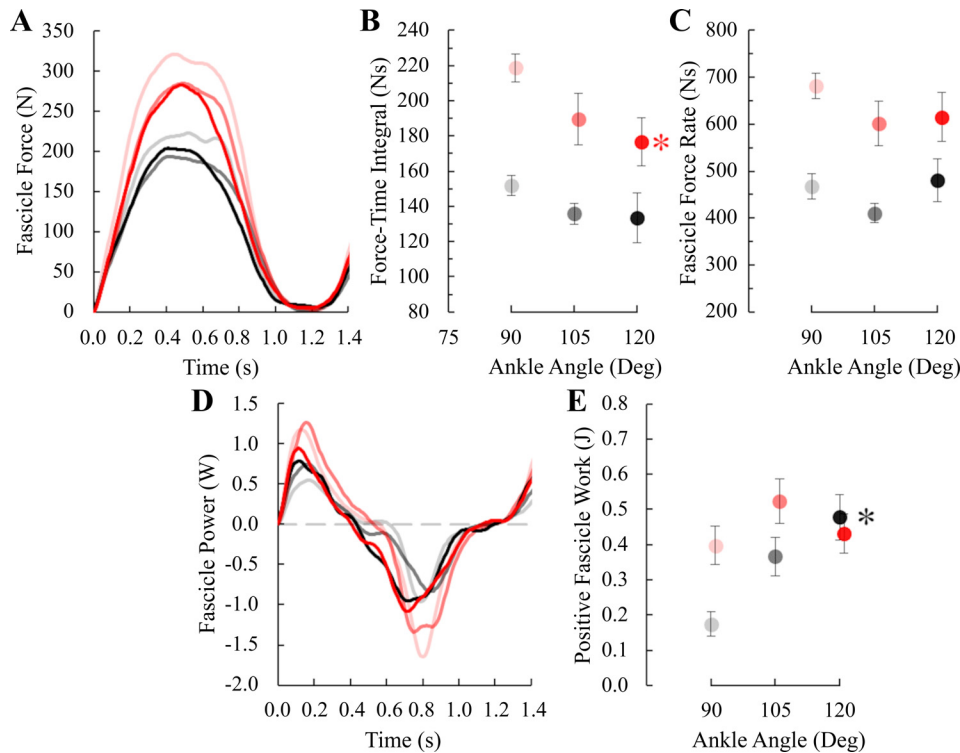 A
Fascicle Force (N)
350
300
250
200
150
100
50
0
0.0 0.2 0.4 0.6 0.8 1.0 1.2 1.4
Time (s)
B
Force-Time Integral (Ns)
240
220
200
180
160
140
120
100
80
*
75 90 105 120
Ankle Angle (Deg)
C
Fascicle Force Rate (Ns)
800
700
600
500
400
300
200
90 105 120
Ankle Angle (Deg)
D
Fascicle Power (W)
1.5
1.0
0.5
0.0
-0.5
-1.0
-1.5
-2.0
0.0 0.2 0.4 0.6 0.8 1.0 1.2 1.4
Time (s)
E
Positive Fascicle Work (J)
0.8
0.7
0.6
0.5
0.4
0.3
0.2
0.1
0.0
*
90 105 120
Ankle Angle (Deg)